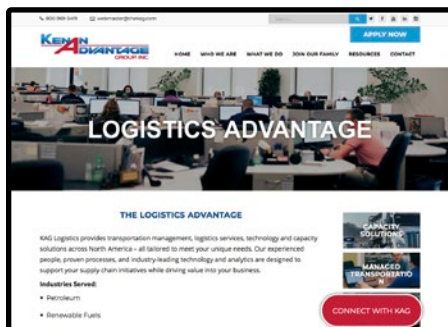 800-969-5419 webmaster@thekag.com
APPLY NOW
KENAN
ADVANTAGE
GROUP, INC.
HOME WHO WE ARE WHAT WE DO JOIN OUR FAMILY RESOURCES CONTACT
LOGISTICS ADVANTAGE
THE LOGISTICS ADVANTAGE
KAG Logistics provides transportation management, logistics services, technology and capacity
solutions across North America – all tailored to meet your unique needs. Our experienced
people, proven processes, and industry-leading technology and analytics are designed to
support your supply chain initiatives while driving value into your business.
Industries Served:
• Petroleum
• Renewable Fuels
CAPACITY
SOLUTIONS
MANAGED
TRANSPORTATIO
N
CONNECT WITH KAG